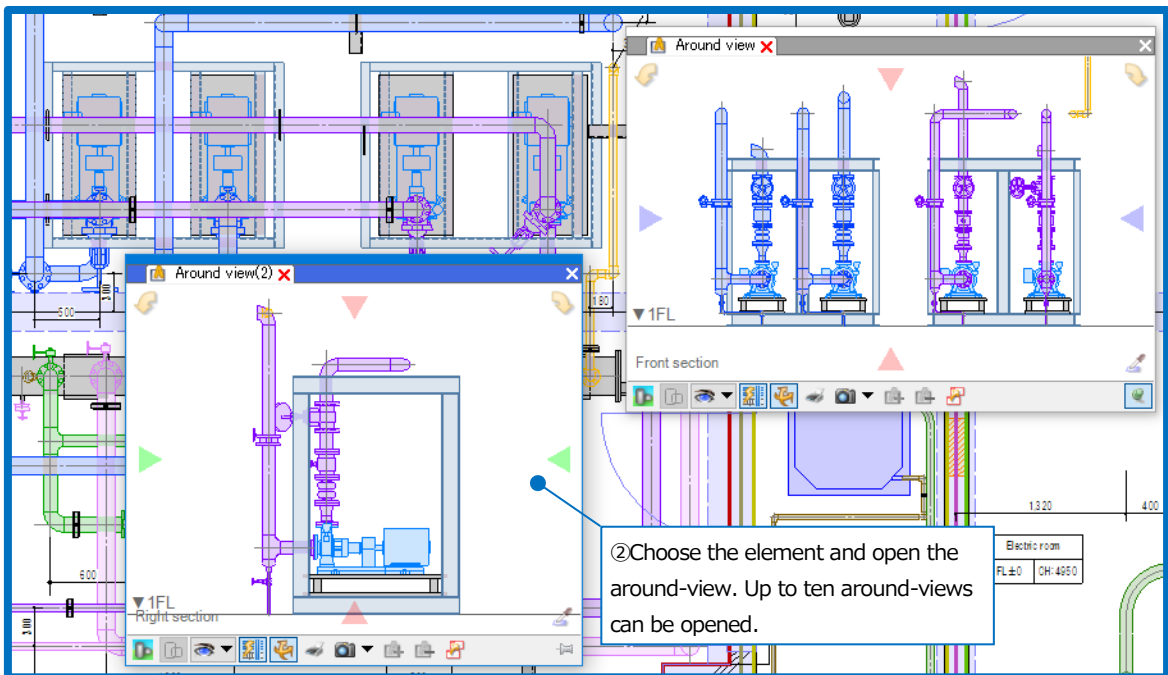 Around view
▼1FL
Front section
Around view(2)
▼1FL
Right section
500
160
600
1,320
400
Electric room
FL±0 CH:4950
②Choose the element and open the
around-view. Up to ten around-views
can be opened.